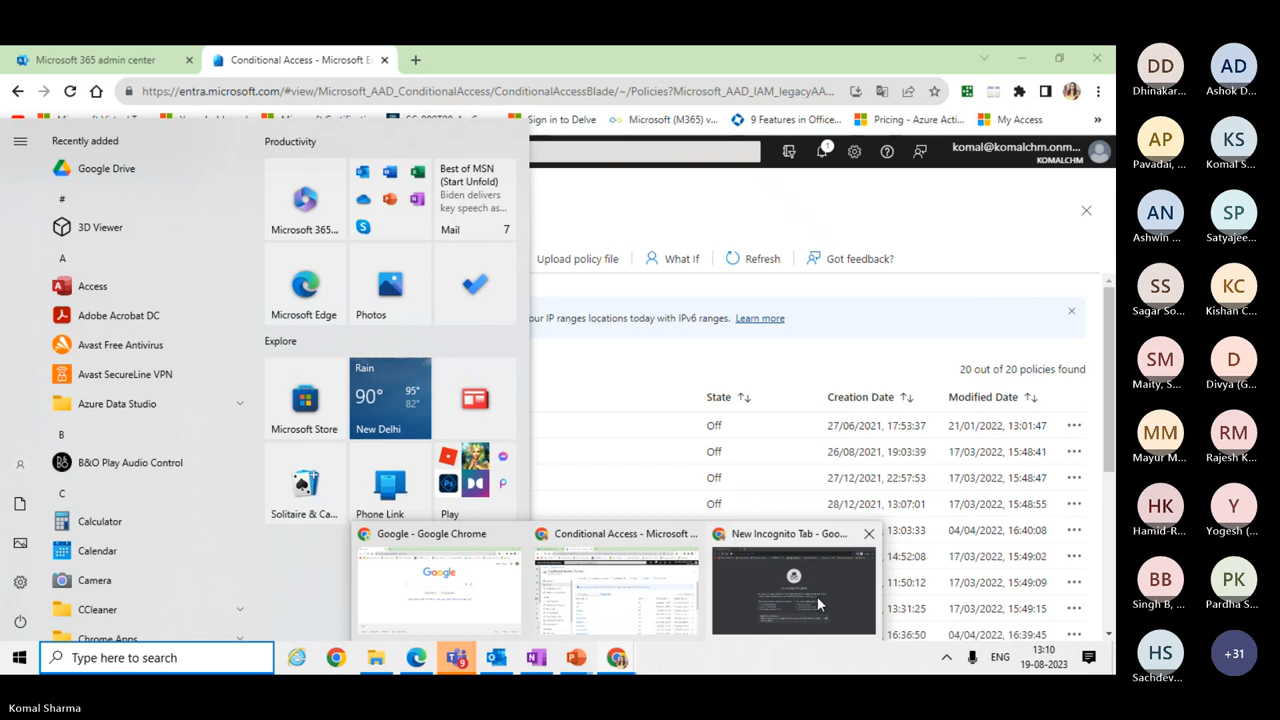 Microsoft 365 admin center
Conditional Access - Microsoft E
https://entra.microsoft.com/#view/Microsoft_AAD_ConditionalAccess/ConditionalAccessBlade/~/Policies?Microsoft_AAD_IAM_legacyAA...
ion in to Delve
Microsoft (M365) v...
9 Features in Office...
Pricing - Azure Acti...
My Access
»
komal@komalchm.onm...
KOMALCHM
1
Upload policy file
What If
Refresh
Got feedback?
our IP ranges locations today with IPv6 ranges. Learn more
20 out of 20 policies found
State
Creation Date
Modified Date
Off 27/06/2021, 17:53:37 21/01/2022, 13:01:47
Off 26/08/2021, 19:03:39 17/03/2022, 15:48:41
Off 27/12/2021, 22:57:53 17/03/2022, 15:48:47
Off 28/12/2021, 13:07:01 17/03/2022, 15:48:55
13:03:33 04/04/2022, 16:40:08
14:52:08 17/03/2022, 15:49:02
11:50:12 17/03/2022, 15:49:09
13:31:25 17/03/2022, 15:49:15
16:36:50 04/04/2022, 16:39:45
Recently added
Google Drive
#
3D Viewer
A
Access
Adobe Acrobat DC
Avast Free Antivirus
Avast SecureLine VPN
Azure Data Studio
B
B&O Play Audio Control
C
Calculator
Calendar
Camera
CCleaner
Chrome Apps
Productivity
Microsoft 365...
Best of MSN
(Start Unfold)
Biden delivers
key speech as...
Mail 7
Microsoft Edge
Photos
Explore
Microsoft Store
Rain
90°
95°
82°
New Delhi
Solitaire & Ca...
Phone Link
Play
Google - Google Chrome
Conditional Access - Microsoft ...
New Incognito Tab - Goo...
Google
Type here to search
9
ENG
13:10
19-08-2023
DD
Dhinakar...
AD
Ashok D...
AP
Pavadai, ...
KS
Komal S...
AN
Ashwin ...
SP
Satyajee...
SS
Sagar So...
KC
Kishan C...
SM
Maity, S...
D
Divya (G...
MM
Mayur M...
RM
Rajesh K...
HK
Hamid-R...
Y
Yogesh (...
BB
Singh B, ...
PK
Pardha S...
HS
Sachdev...
+31
Komal Sharma